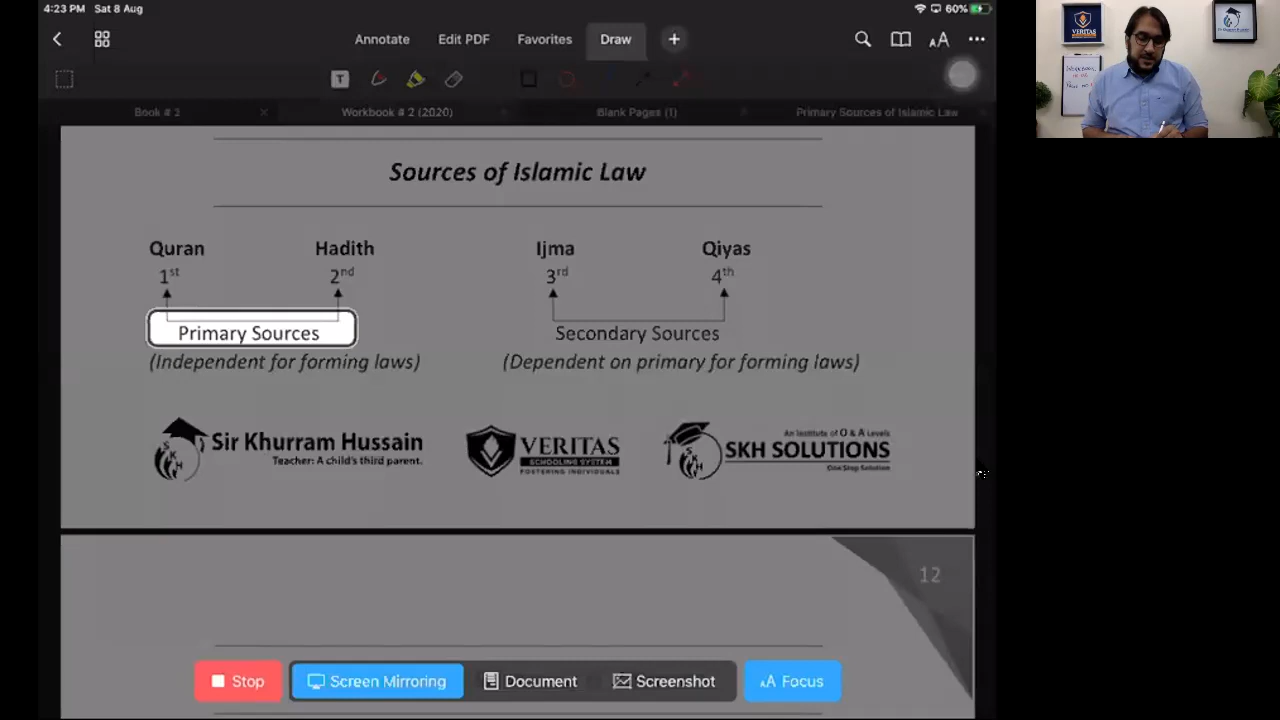 4:23 PM Sat 8 Aug
60%
Annotate Edit PDF Favorites Draw +
AA
T
Book # 2 × Workbook # 2 (2020) Blank Pages (1) Primary Sources of Islamic Law
Sources of Islamic Law
Quran Hadith Ijma Qiyas
1st 2nd 3rd 4th
Primary Sources Secondary Sources
(Independent for forming laws) (Dependent on primary for forming laws)
SKH Sir Khurram Hussain
Teacher: A child's third parent.
VERITAS
SCHOOLING SYSTEM
FOSTERING INDIVIDUALS
An Institute of O & A Levels
SKH SOLUTIONS
One Stop Solution
12
Stop Screen Mirroring Document Screenshot AA Focus
VERITAS